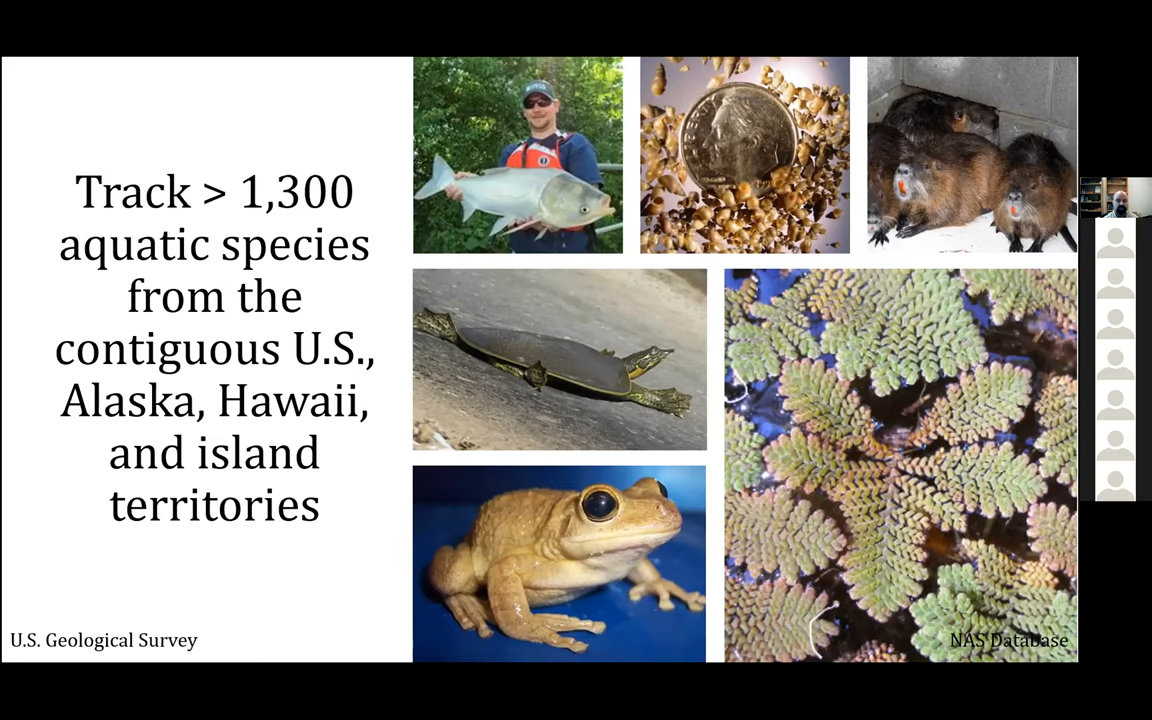 Track > 1,300
aquatic species
from the
contiguous U.S.,
Alaska, Hawaii,
and island
territories
U.S. Geological Survey
NAS Database